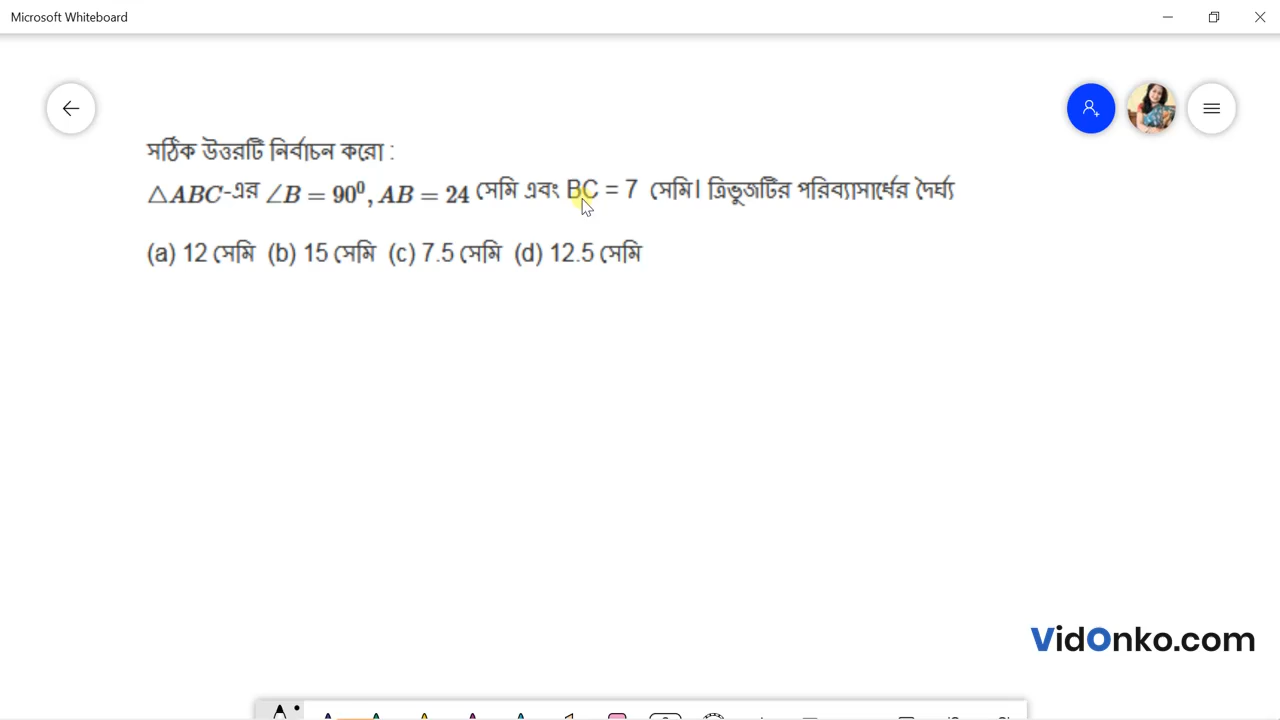 Microsoft Whiteboard
সঠিক উত্তরটি নির্বাচন করো :
△ABC-এর ∠B = 90⁰, AB = 24 সেমি এবং BC = 7 সেমি। ত্রিভুজটির পরিব্যাসার্ধের দৈর্ঘ্য
(a) 12 সেমি (b) 15 সেমি (c) 7.5 সেমি (d) 12.5 সেমি
VidOnko.com